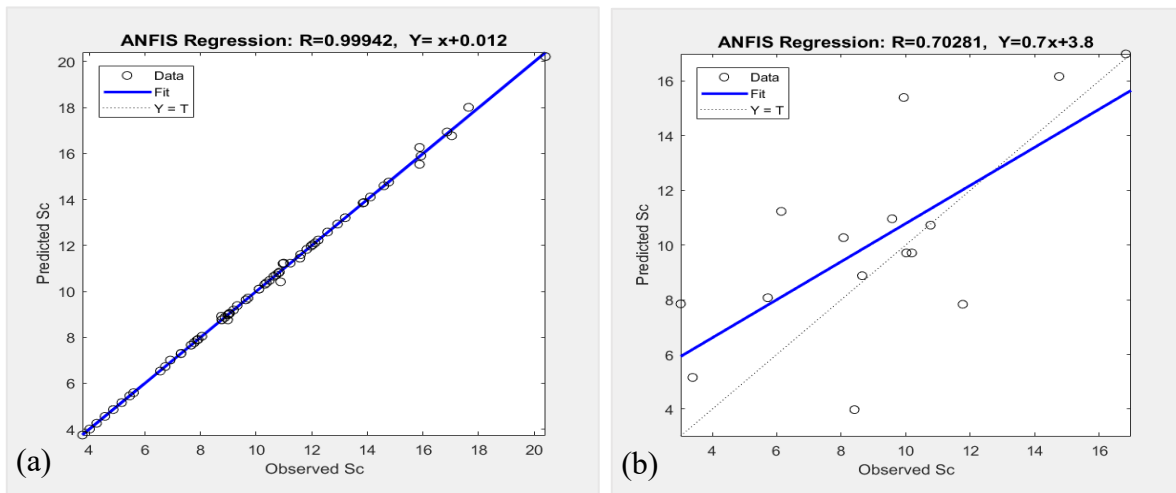 ANFIS Regression: R=0.99942, Y= x+0.012
Data
Fit
Y = T
20
18
16
14
12
10
8
6
4
Predicted Sc
4 6 8 10 12 14 16 18 20
Observed Sc
(a)
ANFIS Regression: R=0.70281, Y=0.7x+3.8
Data
Fit
Y = T
16
14
12
10
8
6
4
Predicted Sc
4 6 8 10 12 14 16
Observed Sc
(b)